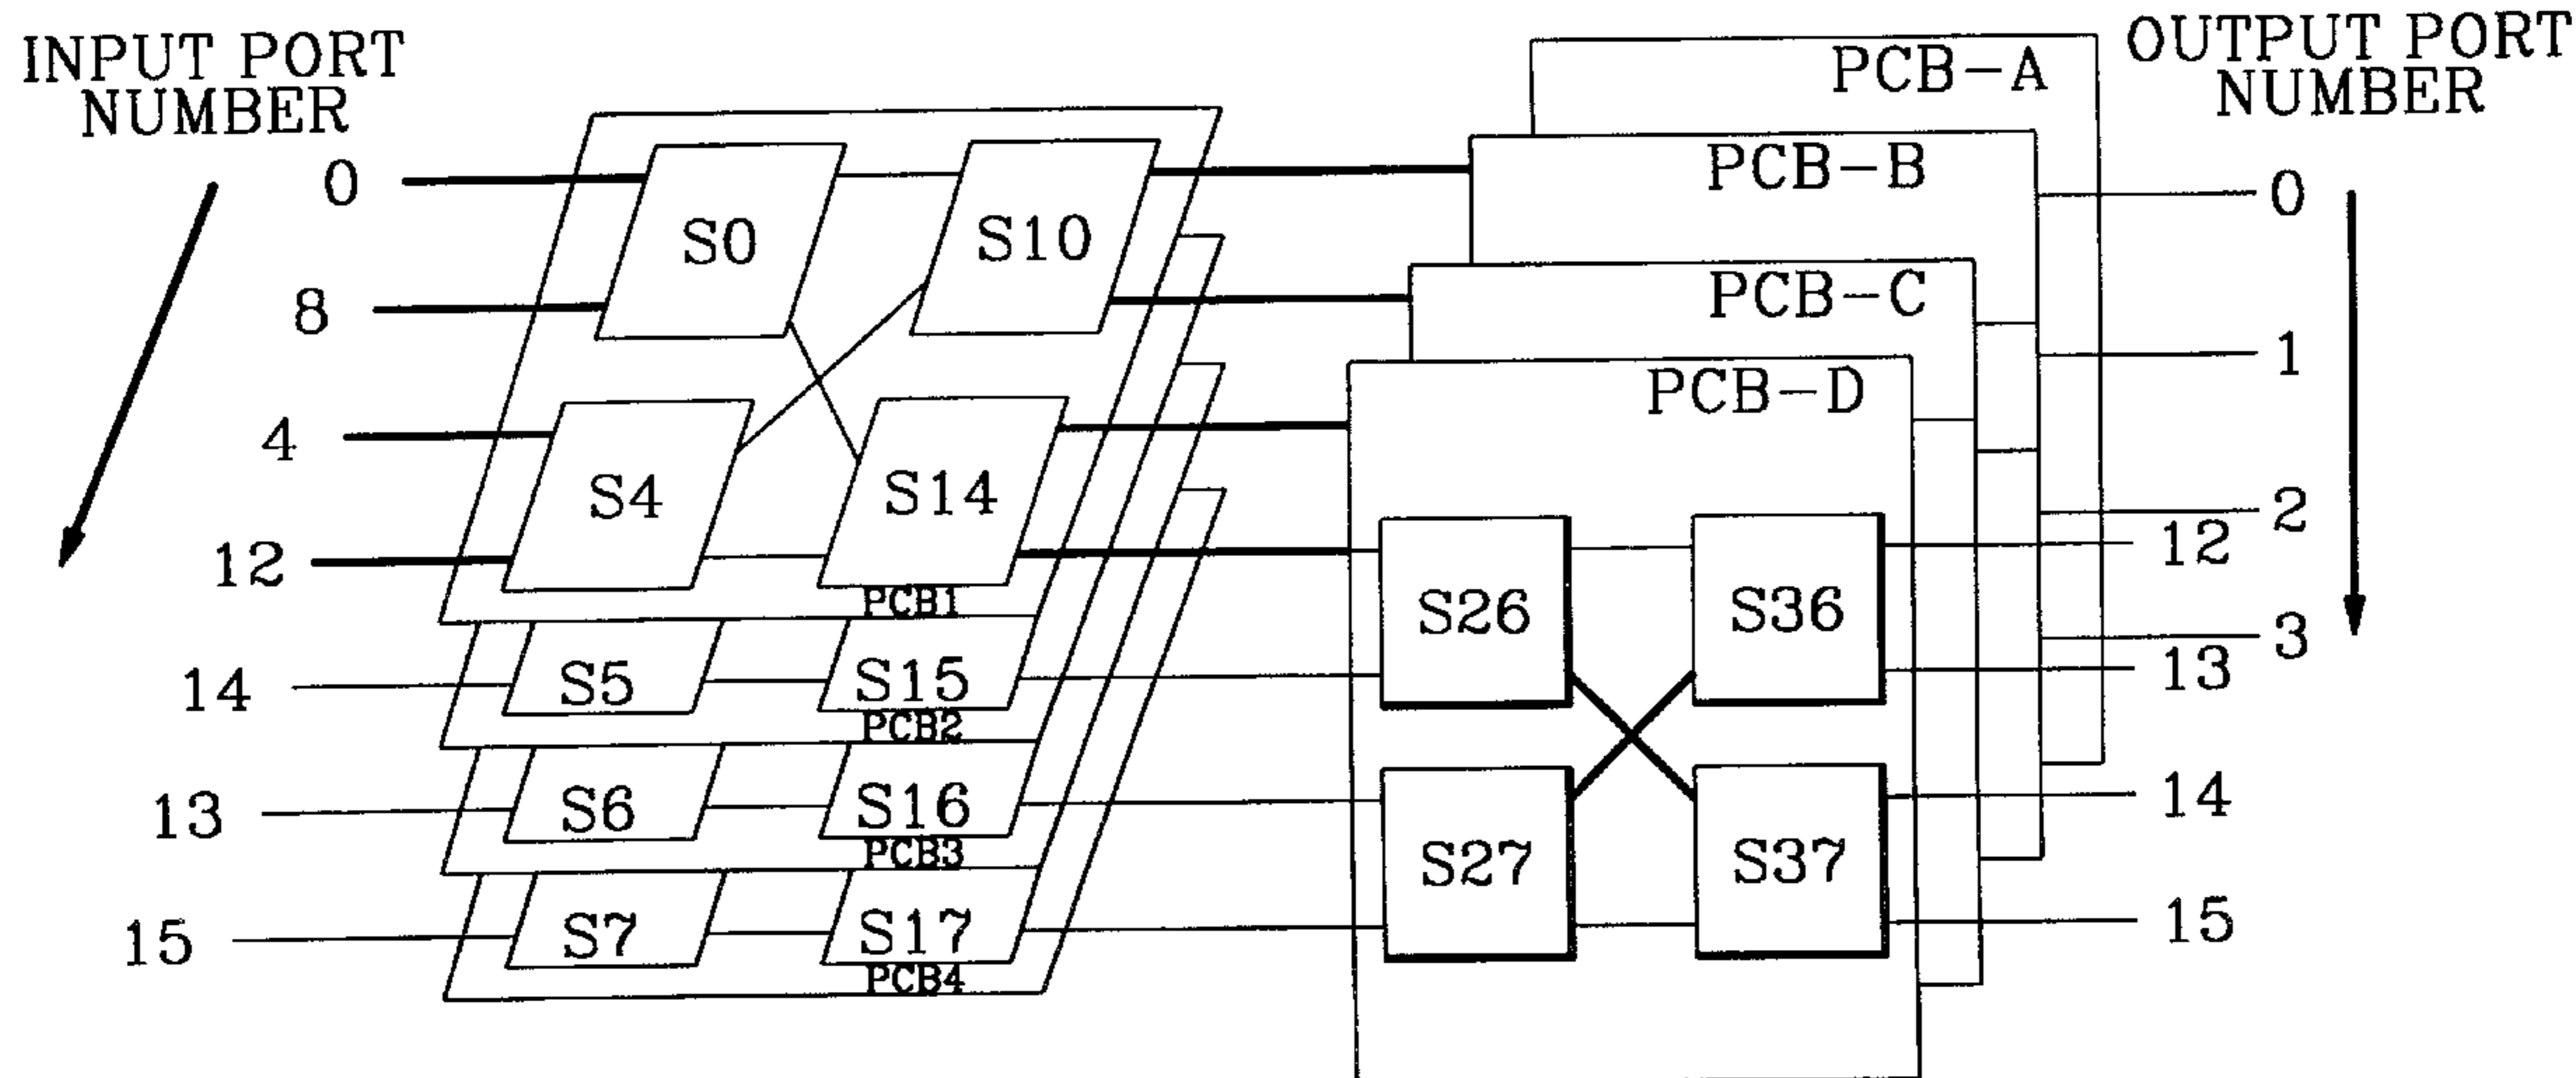 INPUT PORT
NUMBER
0
8
4
12
14
13
15
S0
S10
S4
S14
PCB1
S5
S15
PCB2
S6
S16
PCB3
S7
S17
PCB4
PCB-A
PCB-B
PCB-C
PCB-D
S26
S36
S27
S37
OUTPUT PORT
NUMBER
0
1
2
12
3
13
14
15